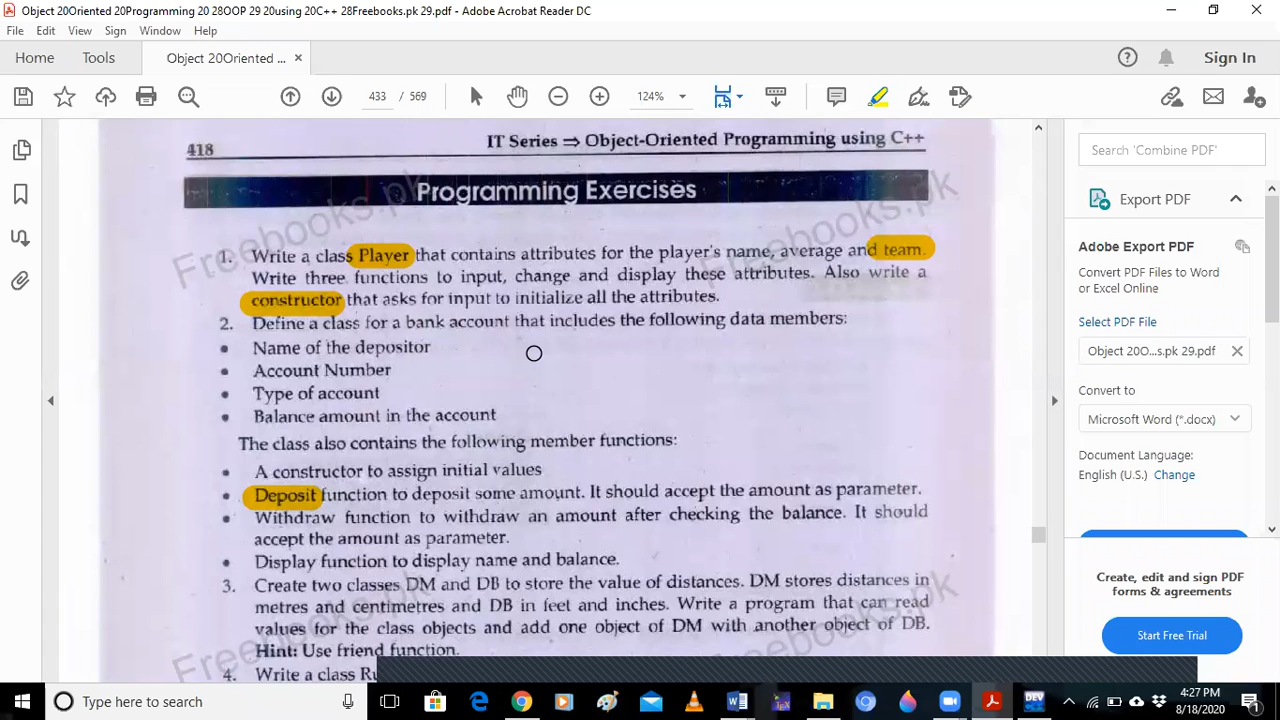 Object 20Oriented 20Programming 20 28OOP 29 20using 20C++ 28Freebooks.pk 29.pdf - Adobe Acrobat Reader DC
File Edit View Sign Window Help
Home Tools Object 20Oriented ... × Sign In
433 / 569 124%
418 IT Series ⇒ Object-Oriented Programming using C++
Programming Exercises
1. Write a class Player that contains attributes for the player's name, average and team.
Write three functions to input, change and display these attributes. Also write a
constructor that asks for input to initialize all the attributes.
2. Define a class for a bank account that includes the following data members:
• Name of the depositor
• Account Number
• Type of account
• Balance amount in the account
The class also contains the following member functions:
• A constructor to assign initial values
• Deposit function to deposit some amount. It should accept the amount as parameter.
• Withdraw function to withdraw an amount after checking the balance. It should
accept the amount as parameter.
• Display function to display name and balance.
3. Create two classes DM and DB to store the value of distances. DM stores distances in
metres and centimetres and DB in feet and inches. Write a program that can read
values for the class objects and add one object of DM with another object of DB.
Hint: Use friend function.
4. Write a class Ru
Freebooks.pk
Freebooks.pk
Freebooks.pk
Freebooks.pk
Search 'Combine PDF'
Export PDF
Adobe Export PDF
Convert PDF Files to Word
or Excel Online
Select PDF File
Object 20O...s.pk 29.pdf ×
Convert to
Microsoft Word (*.docx)
Document Language:
English (U.S.) Change
Create, edit and sign PDF
forms & agreements
Start Free Trial
Type here to search
DEV
4:27 PM
8/18/2020